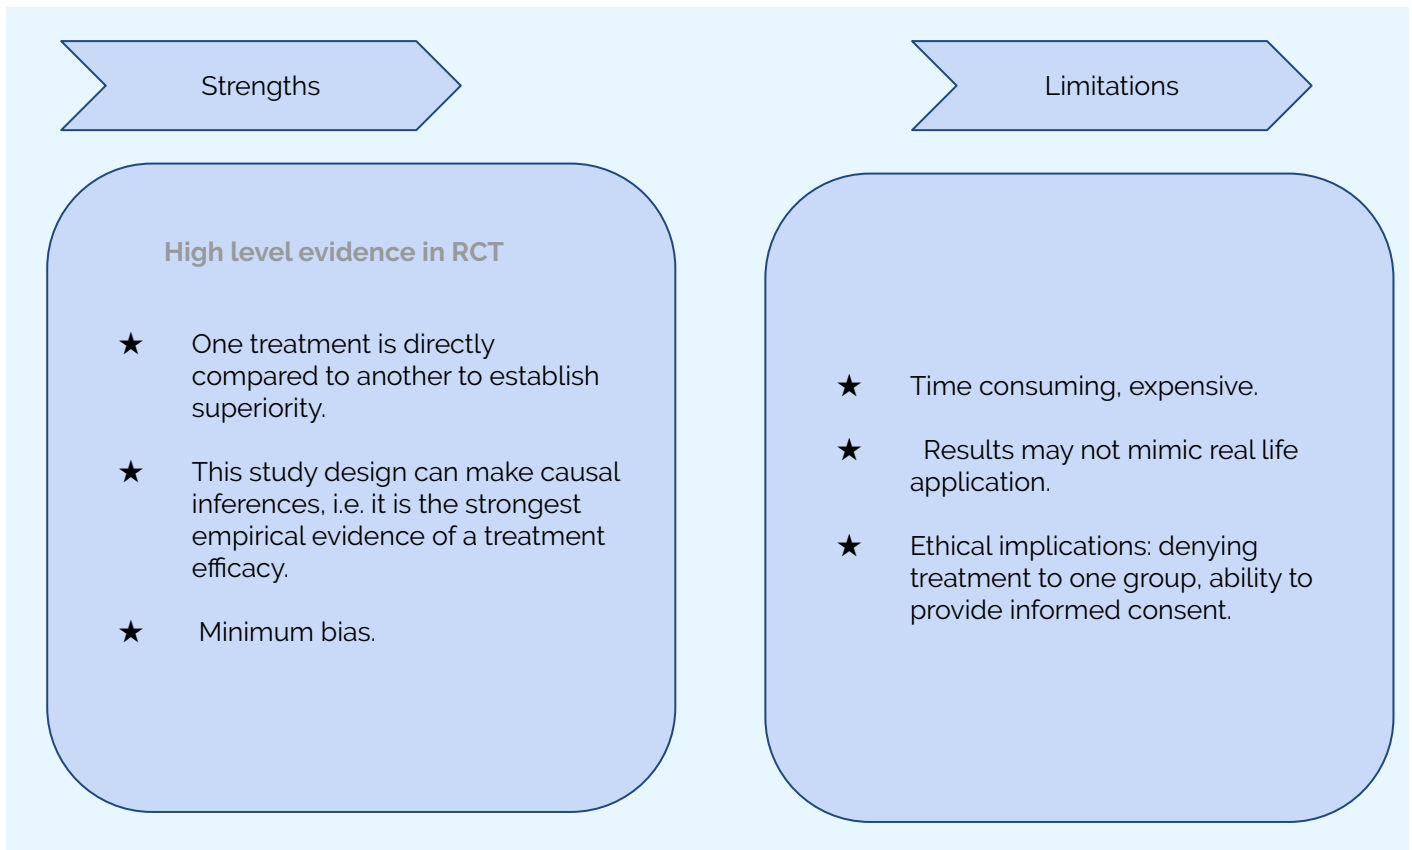 Strengths
High level evidence in RCT
★ One treatment is directly
compared to another to establish
superiority.
★ This study design can make causal
inferences, i.e. it is the strongest
empirical evidence of a treatment
efficacy.
★ Minimum bias.
Limitations
★ Time consuming, expensive.
★ Results may not mimic real life
application.
★ Ethical implications: denying
treatment to one group, ability to
provide informed consent.